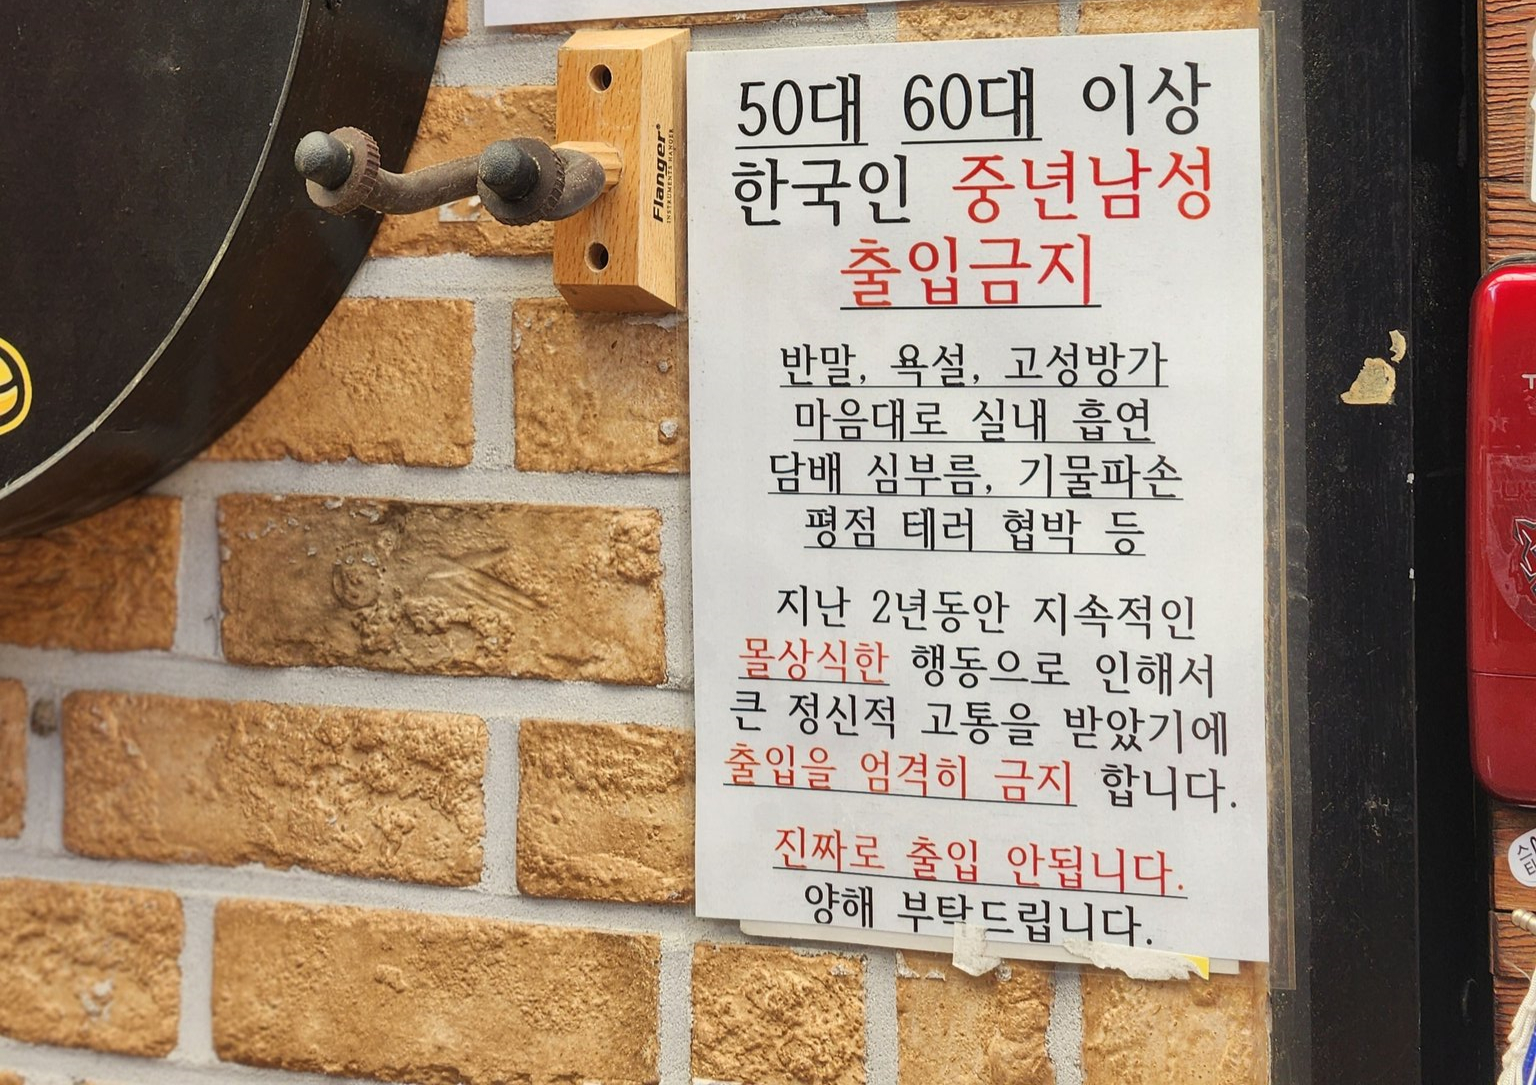 Flanger®
INSTRUMENTS HANGER
50대 60대 이상
한국인 중년남성
출입금지
반말, 욕설, 고성방가
마음대로 실내 흡연
담배 심부름, 기물파손
평점 테러 협박 등
지난 2년동안 지속적인
몰상식한 행동으로 인해서
큰 정신적 고통을 받았기에
출입을 엄격히 금지 합니다.
진짜로 출입 안됩니다.
양해 부탁드립니다.